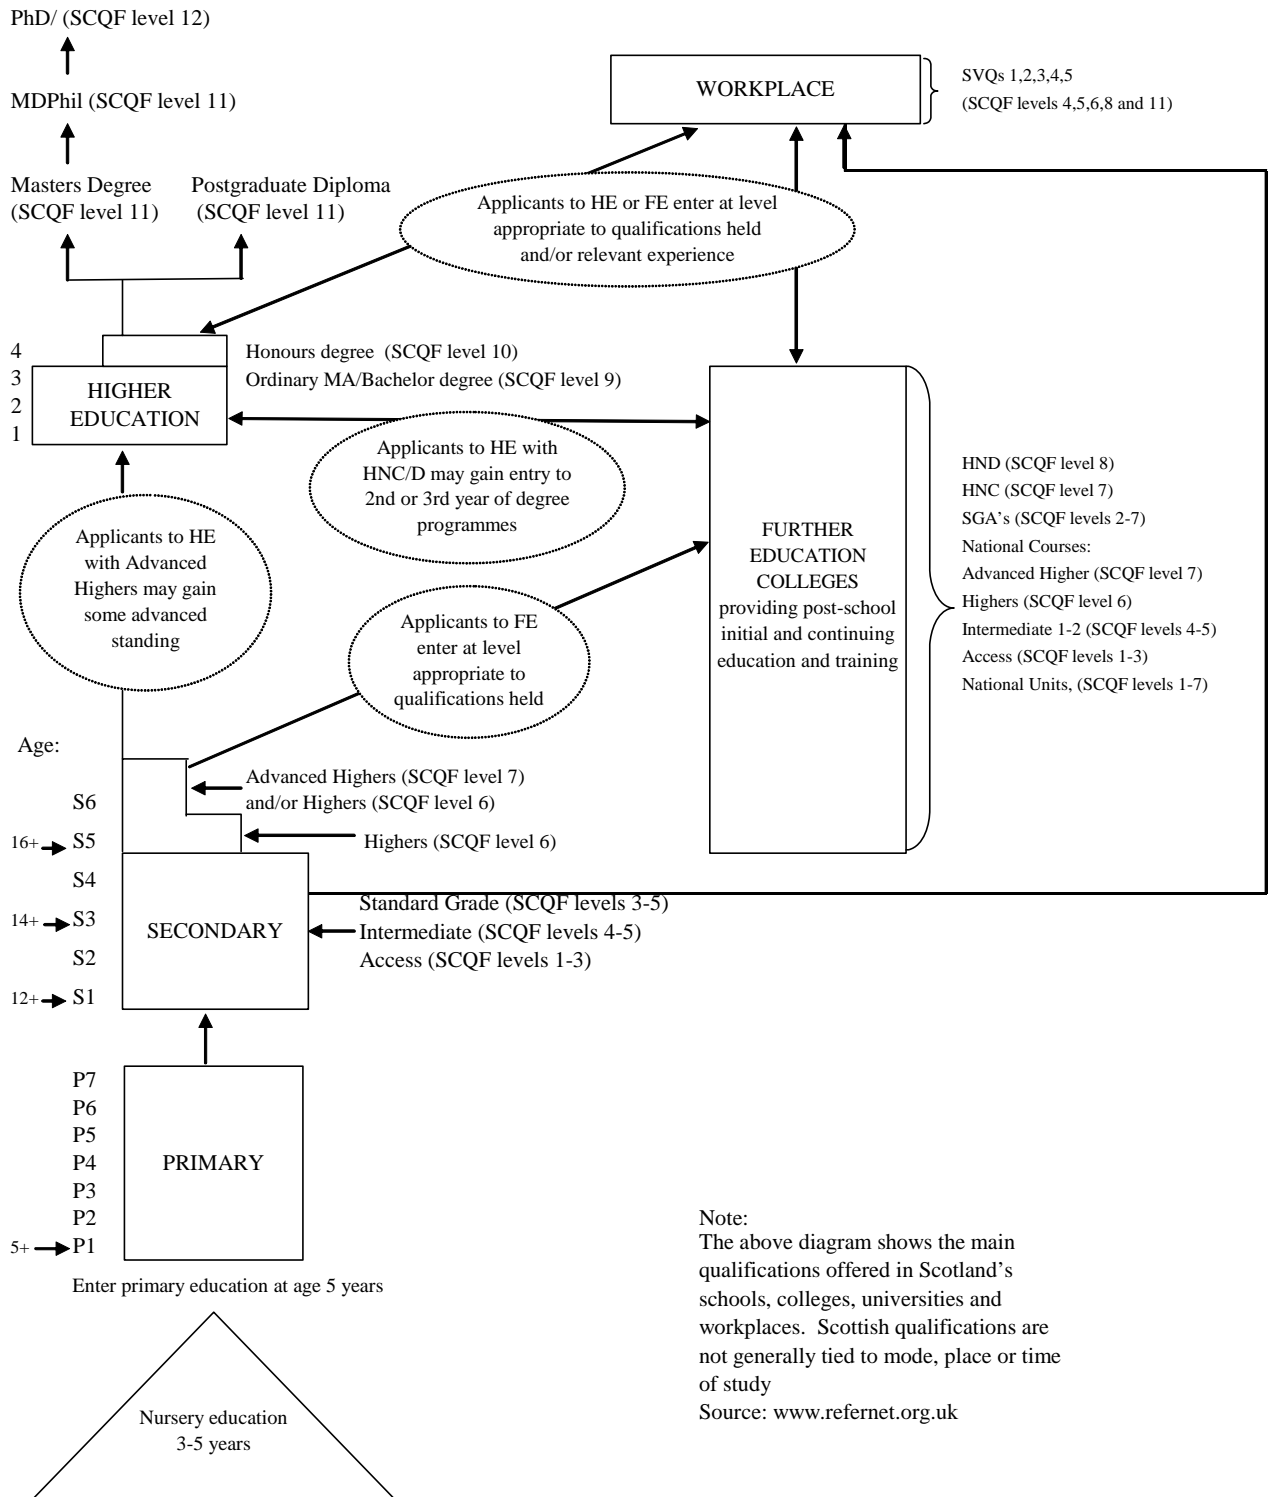 PhD/ (SCQF level 12)
MDPhil (SCQF level 11)
Masters Degree
(SCQF level 11)
Postgraduate Diploma
(SCQF level 11)
WORKPLACE
SVQs 1,2,3,4,5
(SCQF levels 4,5,6,8 and 11)
Applicants to HE or FE enter at level
appropriate to qualifications held
and/or relevant experience
4
3
2
1
HIGHER
EDUCATION
Honours degree (SCQF level 10)
Ordinary MA/Bachelor degree (SCQF level 9)
Applicants to HE with
HNC/D may gain entry to
2nd or 3rd year of degree
programmes
Applicants to HE
with Advanced
Highers may gain
some advanced
standing
Applicants to FE
enter at level
appropriate to
qualifications held
FURTHER
EDUCATION
COLLEGES
providing post-school
initial and continuing
education and training
HND (SCQF level 8)
HNC (SCQF level 7)
SGA's (SCQF levels 2-7)
National Courses:
Advanced Higher (SCQF level 7)
Highers (SCQF level 6)
Intermediate 1-2 (SCQF levels 4-5)
Access (SCQF levels 1-3)
National Units, (SCQF levels 1-7)
Age:
S6
16+
S5
S4
14+
S3
S2
12+
S1
Advanced Highers (SCQF level 7)
and/or Highers (SCQF level 6)
Highers (SCQF level 6)
SECONDARY
Standard Grade (SCQF levels 3-5)
Intermediate (SCQF levels 4-5)
Access (SCQF levels 1-3)
P7
P6
P5
P4
P3
P2
5+
P1
PRIMARY
Enter primary education at age 5 years
Nursery education
3-5 years
Note:
The above diagram shows the main
qualifications offered in Scotland's
schools, colleges, universities and
workplaces. Scottish qualifications are
not generally tied to mode, place or time
of study
Source: www.refernet.org.uk